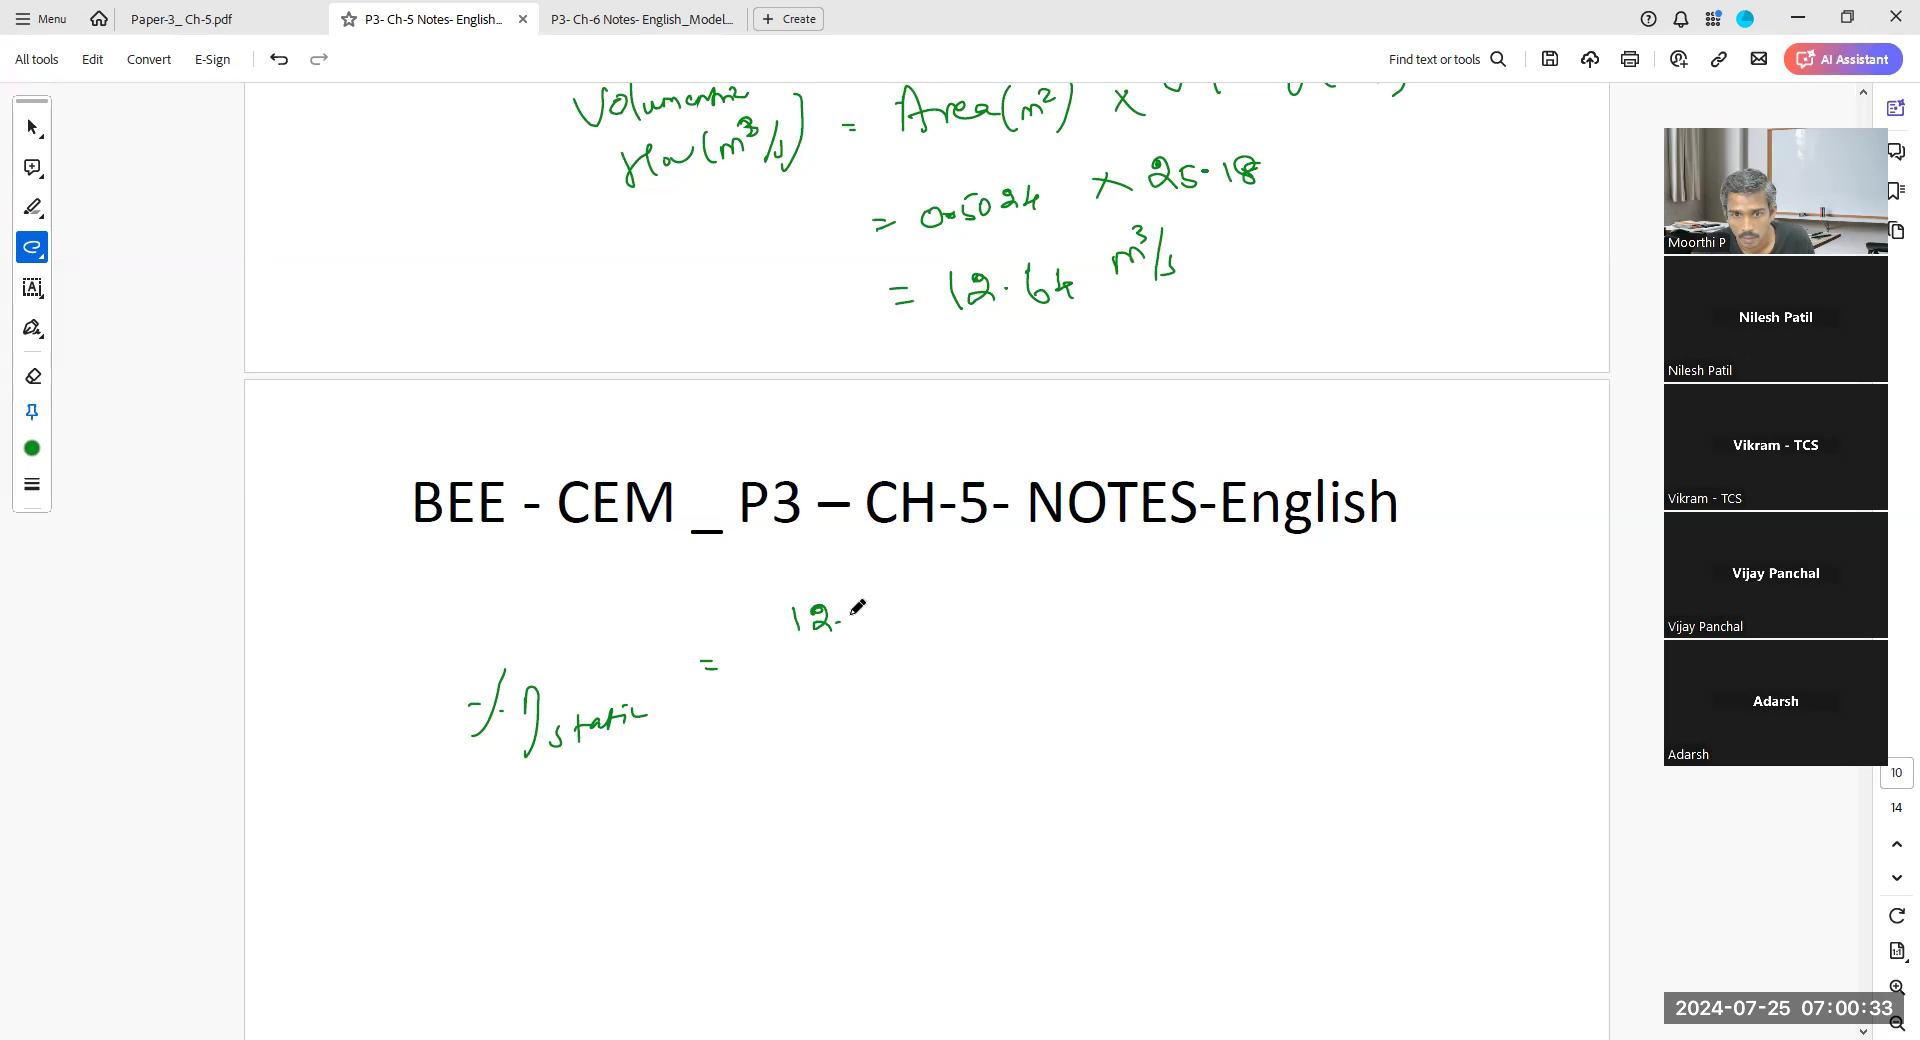 Menu
Paper-3_ Ch-5.pdf
P3- Ch-5 Notes- English...
P3- Ch-6 Notes- English_Model...
+ Create
All tools
Edit
Convert
E-Sign
Find text or tools
AI Assistant
Volumentric
flow (m³/s)
= Area (m²) ×
= 0.5024 × 25.18
= 12.64 m³/s
BEE - CEM _ P3 – CH-5- NOTES-English
12.
% η static =
Moorthi P
Nilesh Patil
Nilesh Patil
Vikram - TCS
Vikram - TCS
Vijay Panchal
Vijay Panchal
Adarsh
Adarsh
10
14
2024-07-25 07:00:33